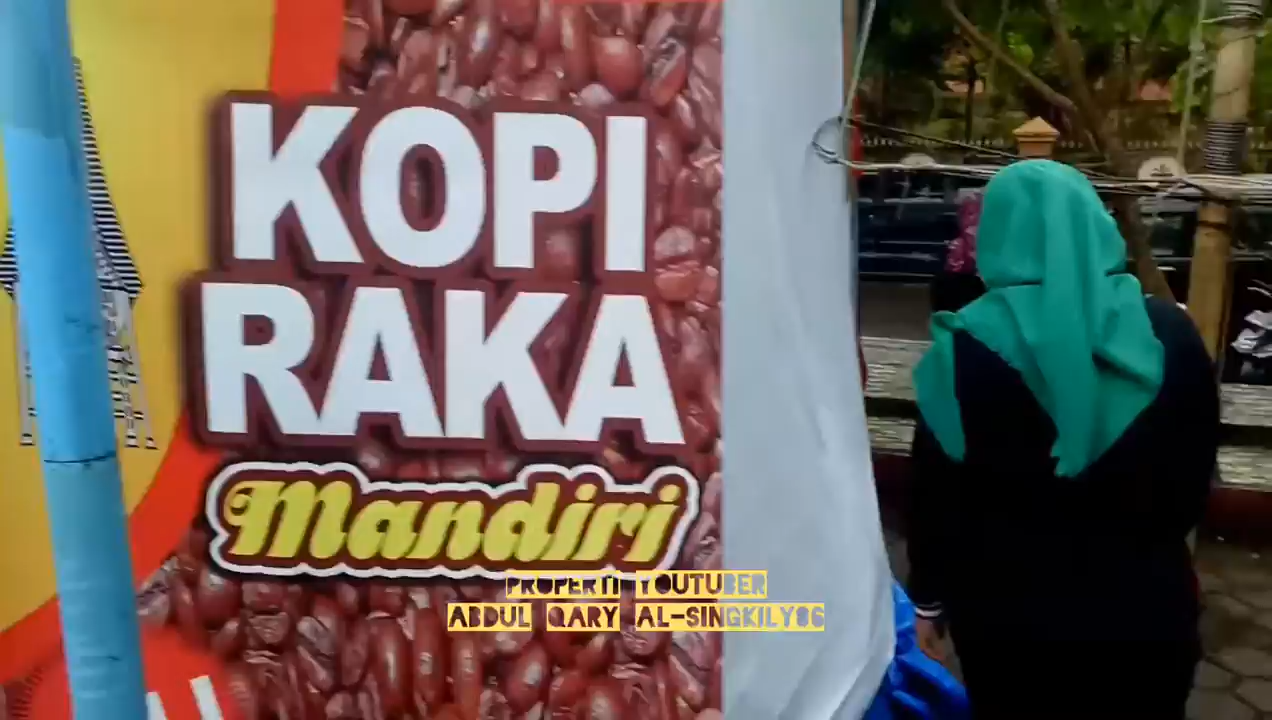 KOPI
RAKA
Mandiri
PROPERTI YOUTUBER
ABDUL QARY AL-SINGKILY86